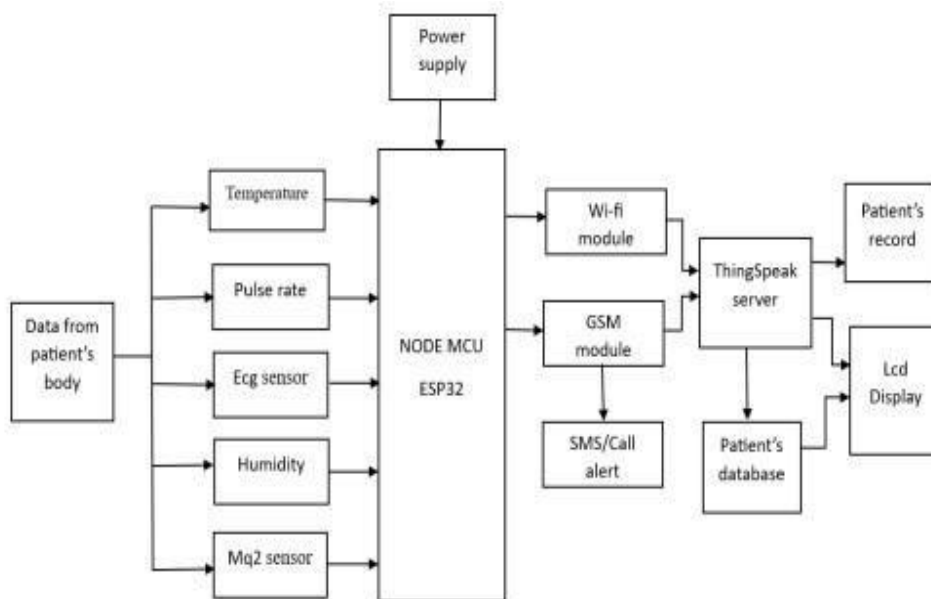 Power
supply
Temperature
Wi-fi
module
Patient's
record
ThingSpeak
server
Pulse rate
Data from
patient's
body
GSM
module
NODE MCU
ESP32
Ecg sensor
Lcd
Display
SMS/Call
alert
Patient's
database
Humidity
Mq2 sensor